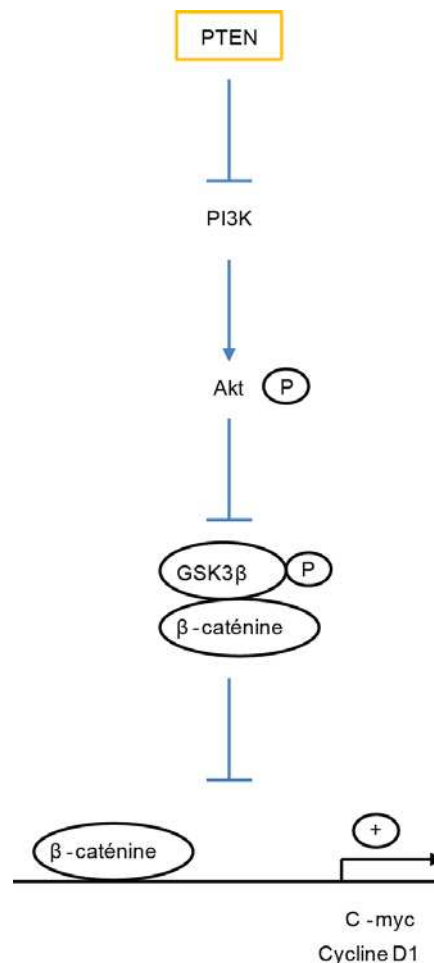 PTEN
PI3K
Akt P
GSK3β P
β-caténine
β-caténine +
C-myc
Cycline D1